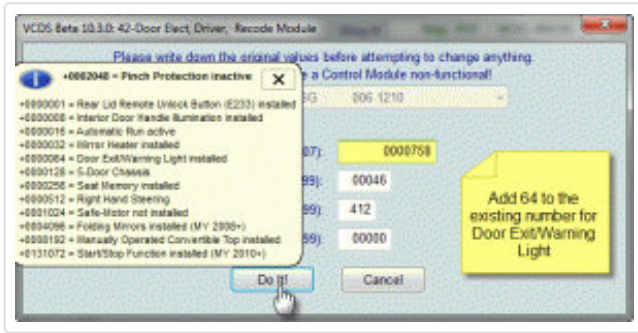 VCDS Beta 10.3.0: 42-Door Elect, Driver, Recode Module
Please write down the original values before attempting to change anything.
e a Control Module non-functional!
+0002048 = Pinch Protection inactive
SG 006 1210
+0000001 = Rear Lid Remote Unlock Button (E233) installed
+0000008 = Interior Door Handle Illumination installed
+0000016 = Automatic Run active
+0000032 = Mirror Heater installed
+0000064 = Door Exit/Warning Light installed
+0000128 = 5-Door Chassis
+0000256 = Seat Memory installed
+0000512 = Right Hand Steering
+0001024 = Safe-Motor not installed
+0004096 = Folding Mirrors installed (MY 2008+)
+0008192 = Manually Operated Convertible Top installed
+0131072 = Start/Stop Function installed (MY 2010+)
07): 0000758
99): 00046
99): 412
99): 00000
Add 64 to the
existing number for
Door Exit/Warning
Light
Do It!
Cancel